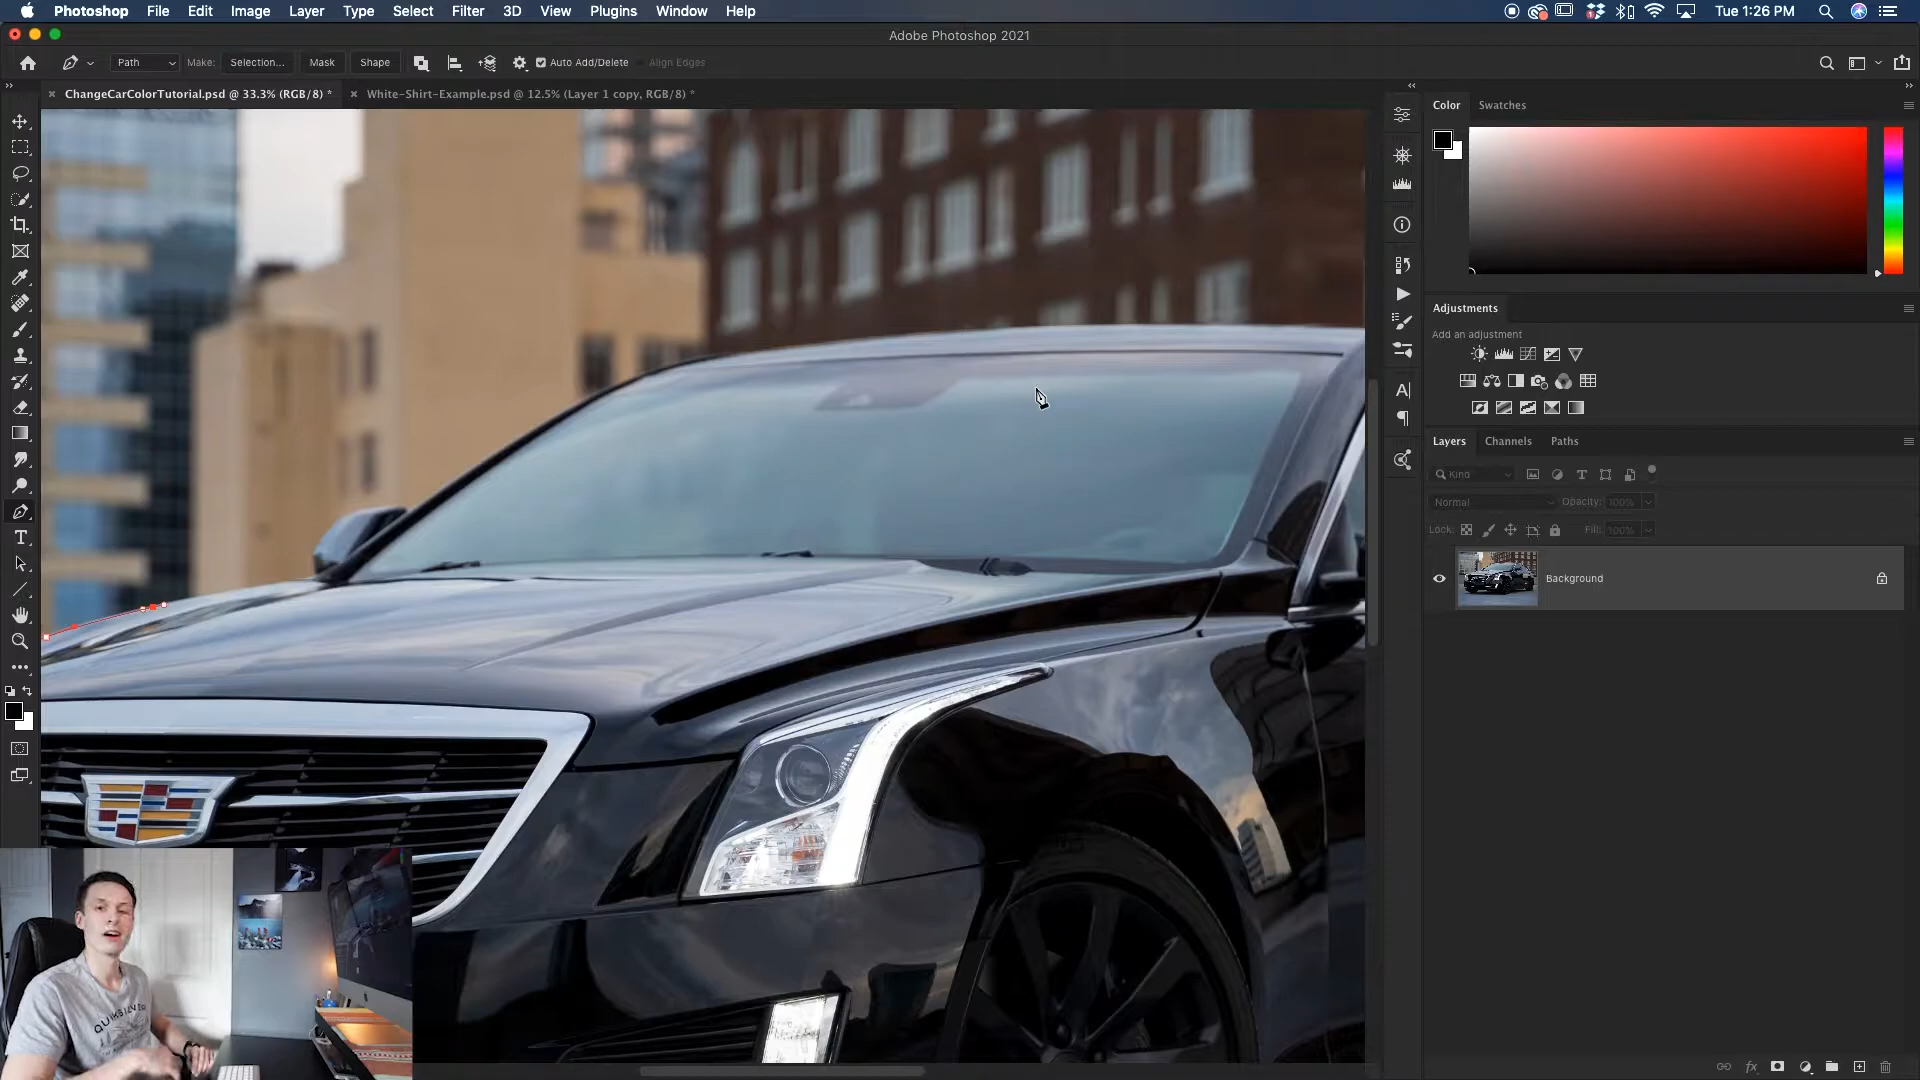 Photoshop File Edit Image Layer Type Select Filter 3D View Plugins Window Help
Tue 1:26 PM
Adobe Photoshop 2021
Path Make: Selection... Mask Shape Auto Add/Delete Align Edges
ChangeCarColorTutorial.psd @ 33.3% (RGB/8) *
White-Shirt-Example.psd @ 12.5% (Layer 1 copy, RGB/8) *
Color Swatches
Adjustments
Add an adjustment
Layers Channels Paths
Kind
Normal Opacity: 100%
Lock: Fill: 100%
Background
QUIKSILVER